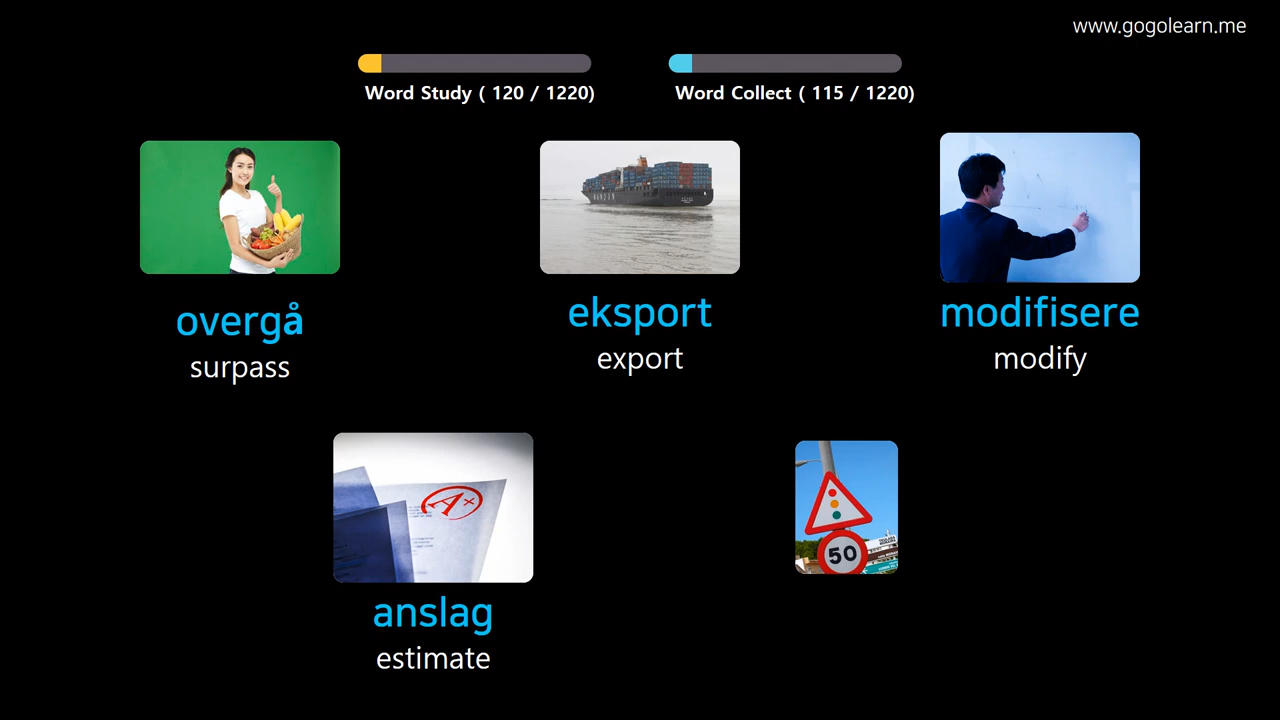 www.gogolearn.me
Word Study ( 120 / 1220)
Word Collect ( 115 / 1220)
overgå
surpass
eksport
export
modifisere
modify
A+
50
anslag
estimate